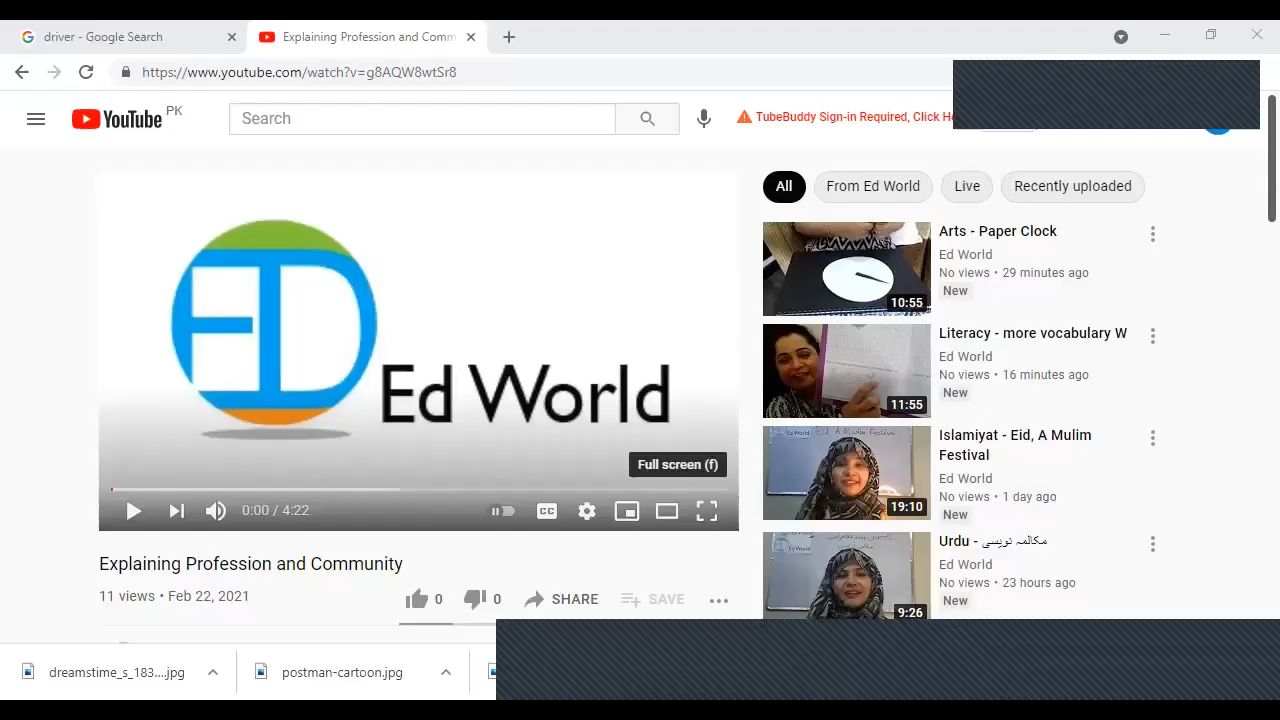 driver - Google Search
Explaining Profession and Comm
https://www.youtube.com/watch?v=g8AQW8wtSr8
YouTube PK
Search
TubeBuddy Sign-in Required, Click He
All
From Ed World
Live
Recently uploaded
ED
Ed World
Full screen (f)
0:00 / 4:22
CC
Explaining Profession and Community
11 views • Feb 22, 2021
0
0
SHARE
SAVE
Arts - Paper Clock
Ed World
No views • 29 minutes ago
New
10:55
Literacy - more vocabulary W
Ed World
No views • 16 minutes ago
New
11:55
Islamiyat - Eid, A Mulim
Festival
Ed World
No views • 1 day ago
New
19:10
Urdu - مکالمہ نویسی
Ed World
No views • 23 hours ago
New
9:26
dreamstime_s_183....jpg
postman-cartoon.jpg